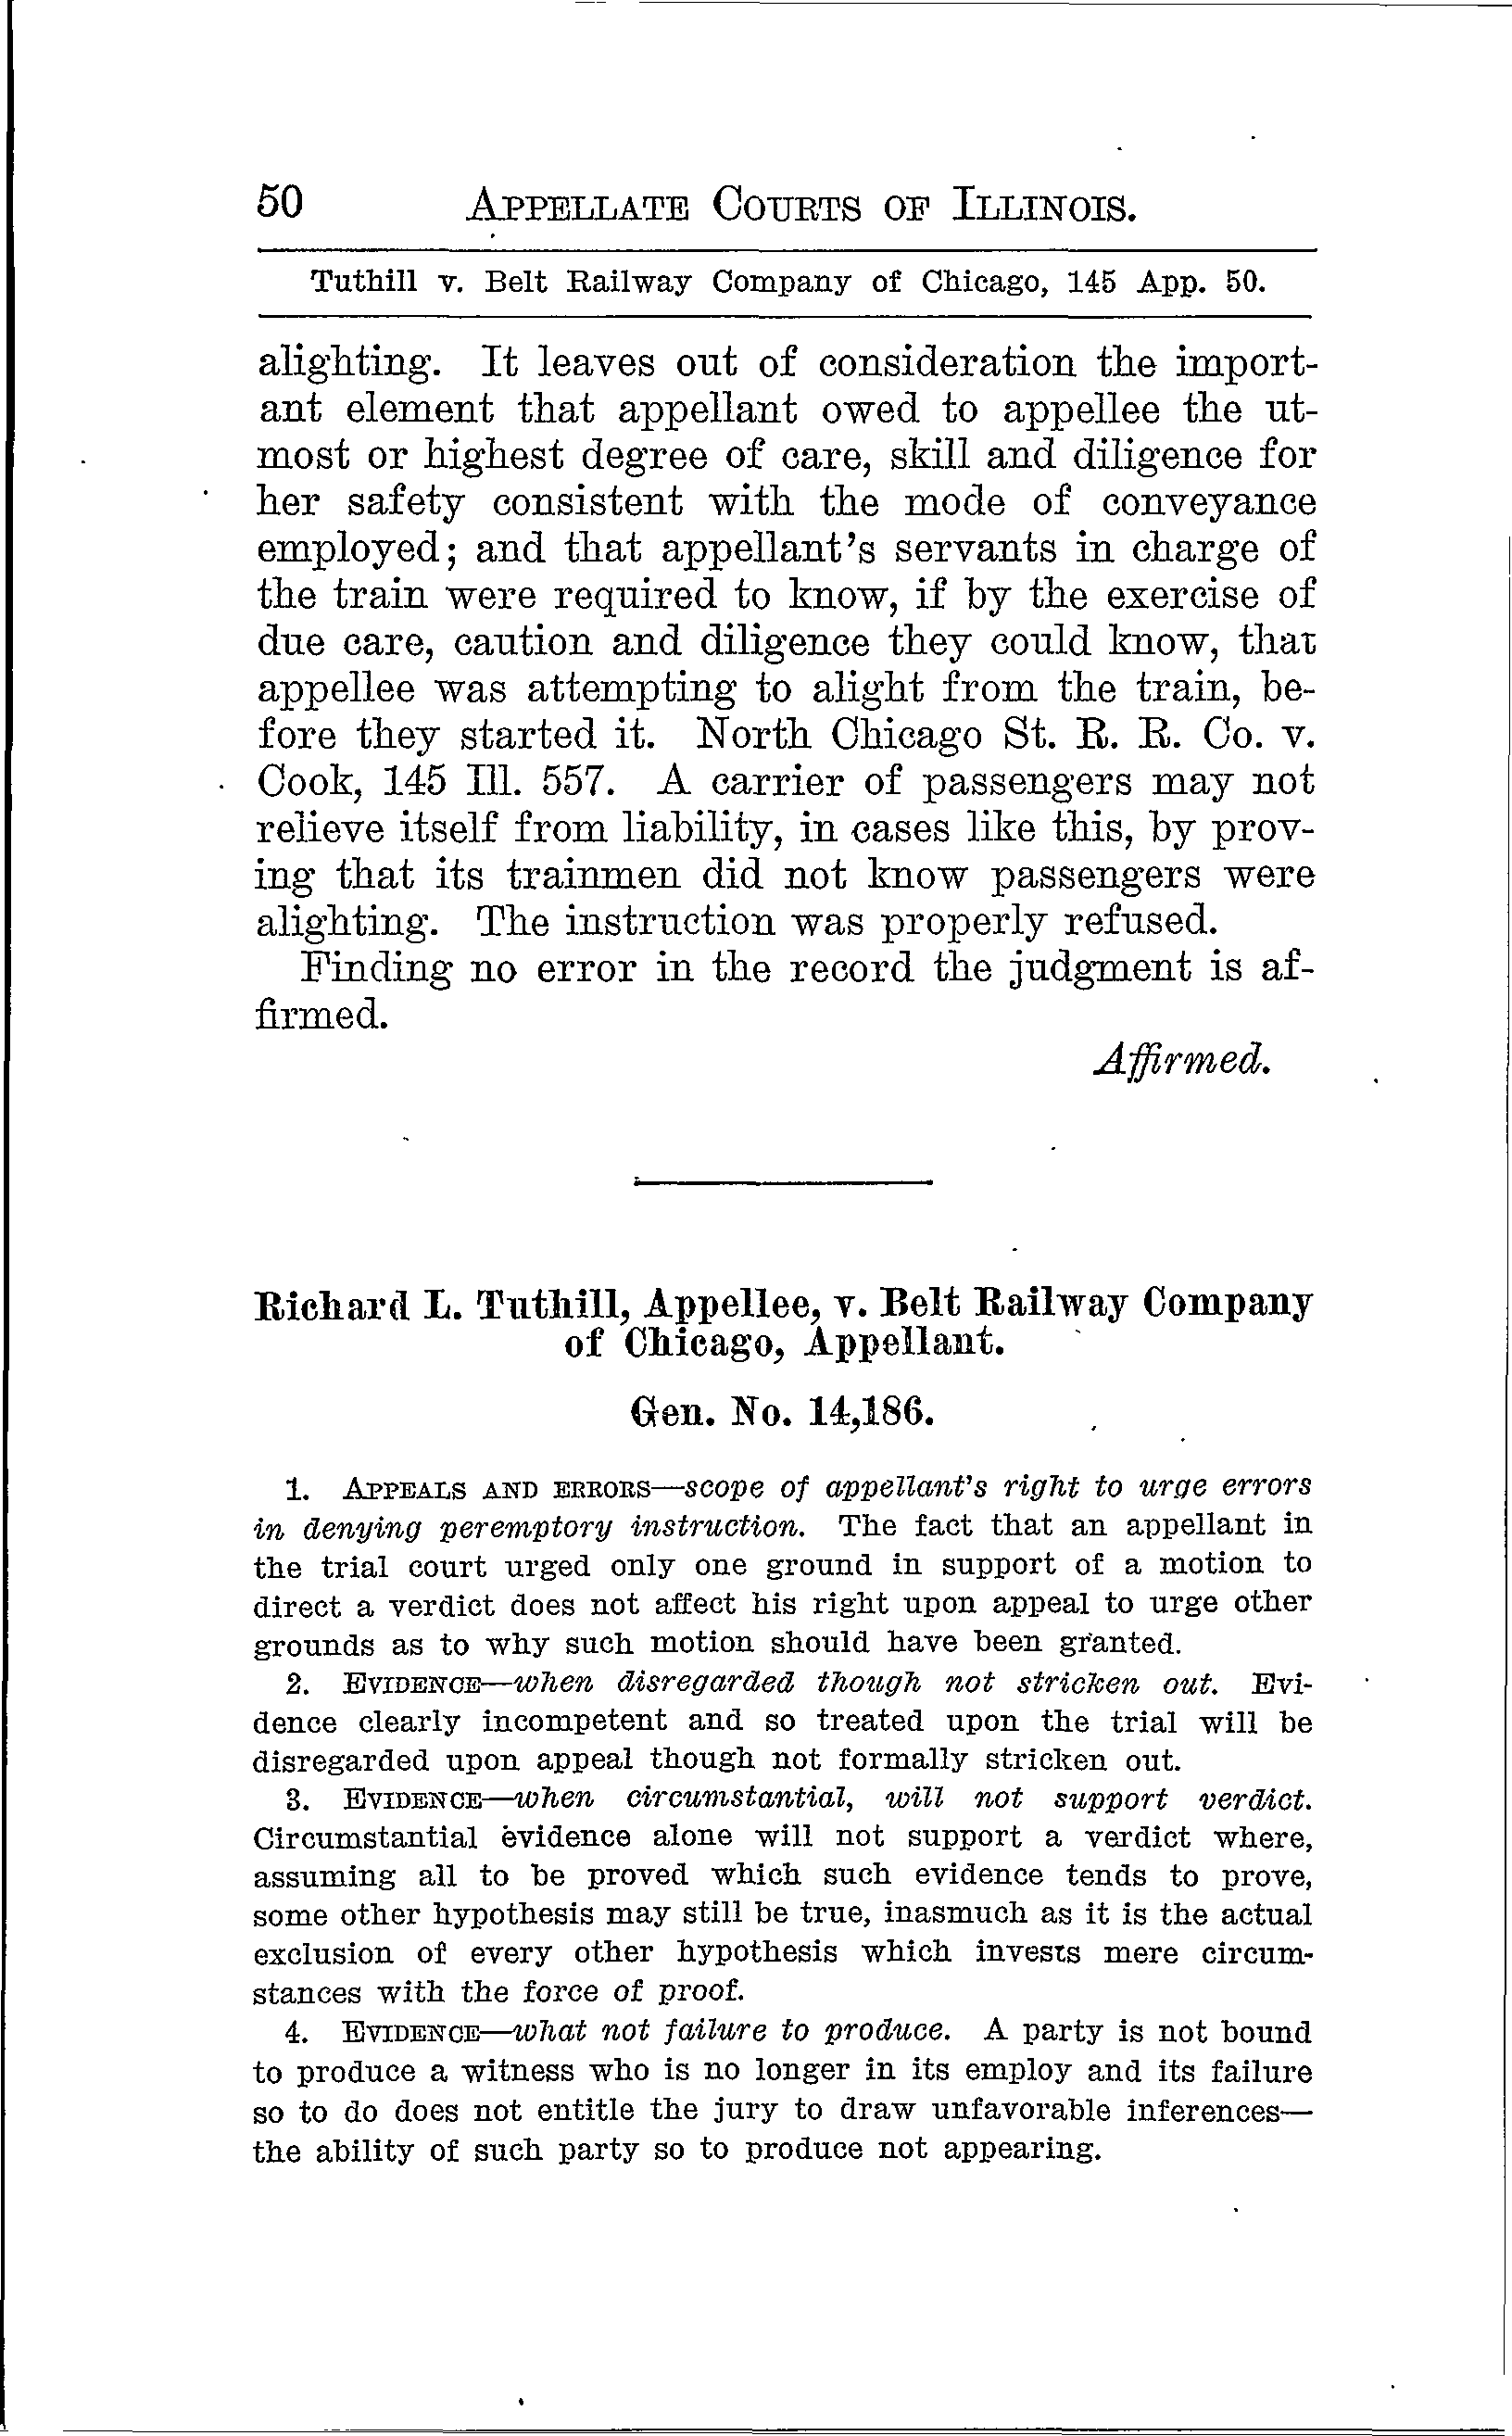 50 APPELLATE COURTS OF ILLINOIS.
Tuthill v. Belt Railway Company of Chicago, 145 App. 50.
alighting. It leaves out of consideration the import-
ant element that appellant owed to appellee the ut-
most or highest degree of care, skill and diligence for
her safety consistent with the mode of conveyance
employed; and that appellant's servants in charge of
the train were required to know, if by the exercise of
due care, caution and diligence they could know, that
appellee was attempting to alight from the train, be-
fore they started it. North Chicago St. R. R. Co. v.
Cook, 145 Ill. 557. A carrier of passengers may not
relieve itself from liability, in cases like this, by prov-
ing that its trainmen did not know passengers were
alighting. The instruction was properly refused.
Finding no error in the record the judgment is af-
firmed.
Affirmed.
Richard L. Tuthill, Appellee, v. Belt Railway Company
of Chicago, Appellant.
Gen. No. 14,186.
1. APPEALS AND ERRORS—scope of appellant's right to urge errors
in denying peremptory instruction. The fact that an appellant in
the trial court urged only one ground in support of a motion to
direct a verdict does not affect his right upon appeal to urge other
grounds as to why such motion should have been granted.
2. EVIDENCE—when disregarded though not stricken out. Evi-
dence clearly incompetent and so treated upon the trial will be
disregarded upon appeal though not formally stricken out.
3. EVIDENCE—when circumstantial, will not support verdict.
Circumstantial evidence alone will not support a verdict where,
assuming all to be proved which such evidence tends to prove,
some other hypothesis may still be true, inasmuch as it is the actual
exclusion of every other hypothesis which invests mere circum-
stances with the force of proof.
4. EVIDENCE—what not failure to produce. A party is not bound
to produce a witness who is no longer in its employ and its failure
so to do does not entitle the jury to draw unfavorable inferences—
the ability of such party so to produce not appearing.